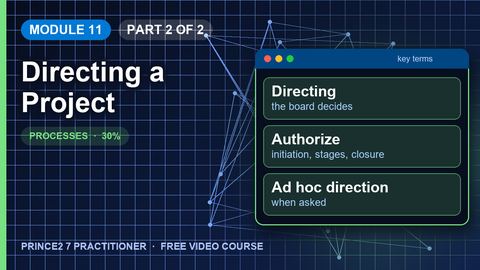 MODULE 11
PART 2 OF 2
Directing a
Project
PROCESSES · 30%
key terms
Directing
the board decides
Authorize
initiation, stages, closure
Ad hoc direction
when asked
PRINCE2 7 PRACTITIONER · FREE VIDEO COURSE